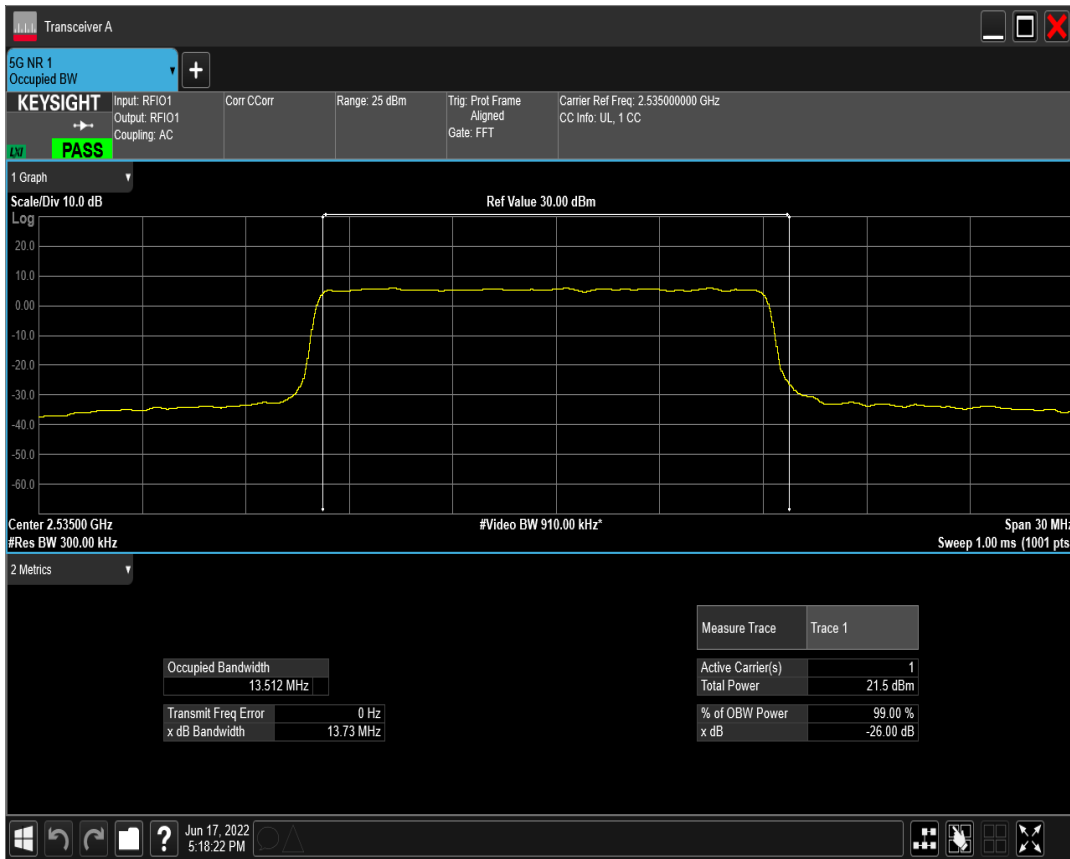 Transceiver A
5G NR 1
Occupied BW
KEYSIGHT
LXI
PASS
Input: RFIO1
Output: RFIO1
Coupling: AC
Corr CCorr
Range: 25 dBm
Trig: Prot Frame
Aligned
Gate: FFT
Carrier Ref Freq: 2.535000000 GHz
CC Info: UL, 1 CC
1 Graph
Scale/Div 10.0 dB
Ref Value 30.00 dBm
Log
20.0
10.0
0.00
-10.0
-20.0
-30.0
-40.0
-50.0
-60.0
Center 2.53500 GHz
#Video BW 910.00 kHz*
Span 30 MHz
#Res BW 300.00 kHz
Sweep 1.00 ms (1001 pts
2 Metrics
Measure Trace Trace 1
Occupied Bandwidth
13.512 MHz
Active Carrier(s) 1
Total Power 21.5 dBm
Transmit Freq Error 0 Hz
x dB Bandwidth 13.73 MHz
% of OBW Power 99.00 %
x dB -26.00 dB
?
Jun 17, 2022
5:18:22 PM